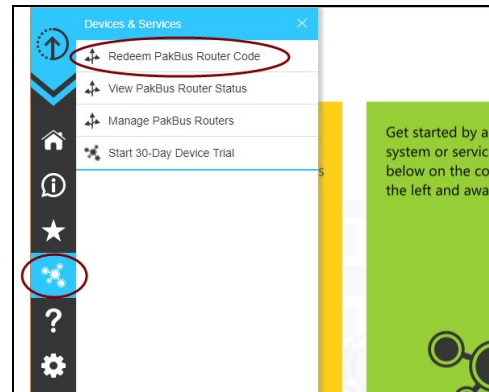 Devices & Services
Redeem PakBus Router Code
View PakBus Router Status
Manage PakBus Routers
Start 30-Day Device Trial
s
Get started by a
system or servic
below on the co
the left and awa